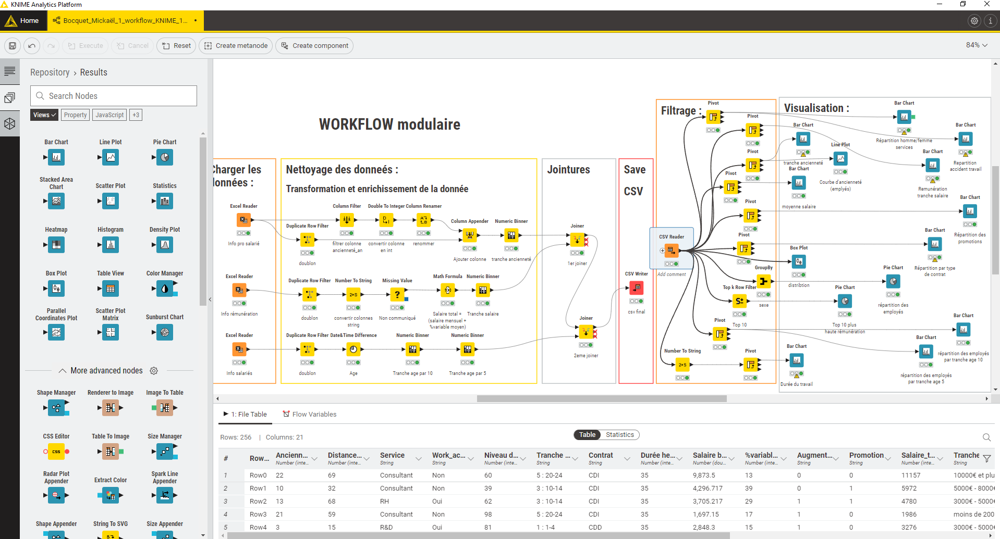 KNIME Analytics Platform
Home
Bocquet_Mickaël_1_workflow_KNIME_1...
Execute
Cancel
Reset
Create metanode
Create component
84%
Repository › Results
Search Nodes
Views
Property
JavaScript
+3
Bar Chart
Line Plot
Pie Chart
Stacked Area Chart
Scatter Plot
Statistics
Heatmap
Histogram
Density Plot
Box Plot
Table View
Color Manager
Parallel Coordinates Plot
Scatter Plot Matrix
Sunburst Chart
More advanced nodes
Shape Manager
Renderer to Image
Image To Table
CSS Editor
css
Table To Image
Size Manager
Radar Plot Appender
Extract Color
Spark Line Appender
Shape Appender
String To SVG
Size Appender
WORKFLOW modulaire
Charger les
données :
Excel Reader
Info pro salarié
Excel Reader
Info rémunération
Excel Reader
Info salariés
Nettoyage des donneés :
Transformation et enrichissement de la donnée
Column Filter
filtrer colonne
ancienneté_an
Double To Integer
convertir colonne
en int
Column Renamer
renommer
Duplicate Row Filter
doublon
Column Appender
Ajouter colonne
Numeric Binner
tranche ancienneté
Duplicate Row Filter
doublon
Number To String
convertir colonnes
string
Missing Value
Non communiqué
Math Formula
Salaire total =
(salaire mensuel +
%variable moyen)
Numeric Binner
Tranche salaire
Duplicate Row Filter
doublon
Date&Time Difference
Age
Numeric Binner
Tranche age par 10
Numeric Binner
Tranche age par 5
Jointures
Joiner
1er joiner
Joiner
2eme joiner
Save
CSV
CSV Writer
csv final
CSV Reader
Add comment
Filtrage :
Pivot
Pivot
Pivot
Pivot
Pivot
Pivot
GroupBy
sexe
Top k Row Filter
Top 10
Pivot
Number To String
Pivot
Visualisation :
Bar Chart
Répartition homme/femme
services
Bar Chart
Repartition
accident travail
Bar Chart
tranche ancienneté
Line Plot
Courbe d'ancienneté
(emplyés)
Bar Chart
Remunération
tranche salaire
Bar Chart
moyenne salaire
Bar Chart
Répartition des
promotions
Bar Chart
Répartition par type
de contrat
Box Plot
distribtion
Pie Chart
répartition des
employés
Pie Chart
Top 10 plus
haute rémunération
Bar Chart
répartition des employés
par tranche age 10
Bar Chart
répartition des employés
par tranche age 5
Bar Chart
Durée du travail
1: File Table
Flow Variables
Rows: 256 | Columns: 21
Table
Statistics
# Row... Ancienn... Distance... Service Work_ac... Niveau d... Tranche ... Contrat Durée he... Salaire b... %variabl... Augment... Promotion Salaire_t... Tranche
Number (inte... Number (inte... String String Number (inte... String String Number (inte... Number (dou... Number (inte... String String Number (inte... String
1 Row0 22 69 Consultant Non 60 5 : 20-24 CDI 35 9,873.5 13 0 0 11157 10000€ et plu
2 Row1 10 32 Consultant Non 39 3 : 10-14 CDI 35 4,296.717 39 0 1 5972 5000€ - 8000€
3 Row2 13 68 RH Oui 62 3 : 10-14 CDI 35 3,705.217 29 1 1 4780 3000€ - 5000€
4 Row3 21 59 Consultant Non 98 5 : 20-24 CDI 35 1,697.15 17 1 0 1986 moins de 200
5 Row4 3 15 R&D Oui 81 1 : 1-4 CDD 35 2,848.3 15 1 0 3276 3000€ - 5000€